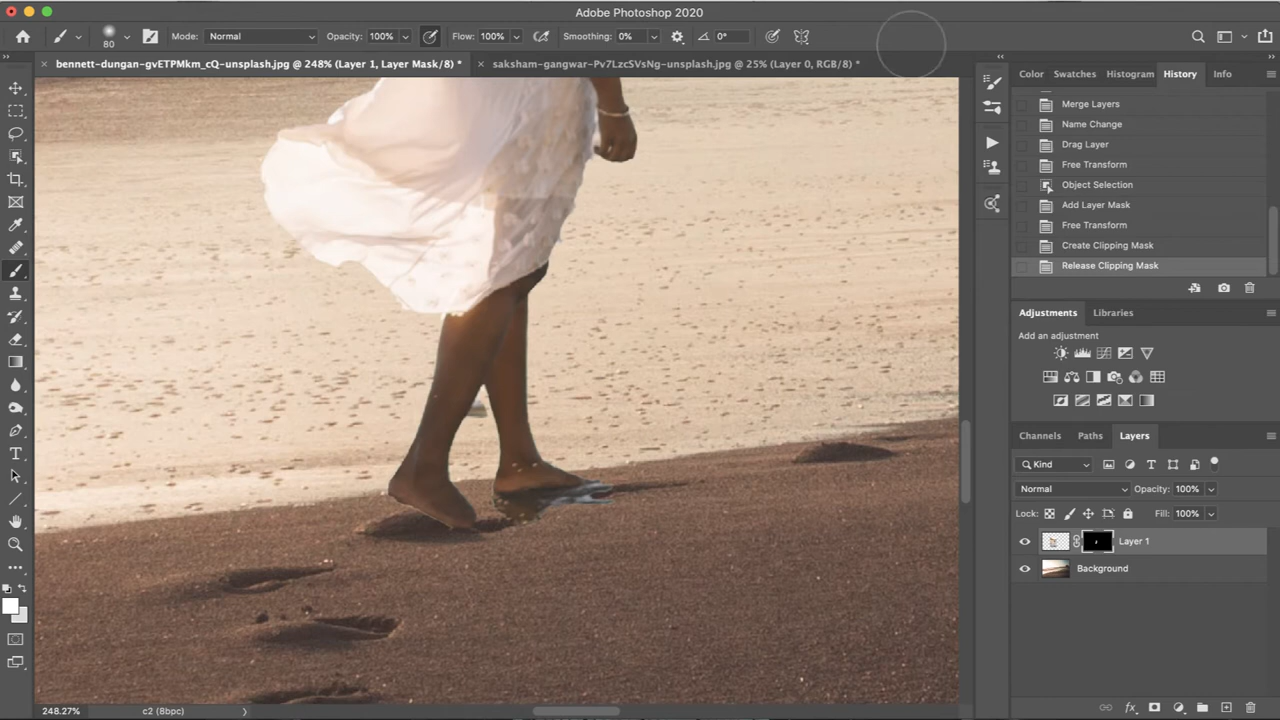 Adobe Photoshop 2020
80 Mode: Normal Opacity: 100% Flow: 100% Smoothing: 0% 0°
bennett-dungan-gvETPMkm_cQ-unsplash.jpg @ 248% (Layer 1, Layer Mask/8) * saksham-gangwar-Pv7LzcSVsNg-unsplash.jpg @ 25% (Layer 0, RGB/8) *
Color Swatches Histogram History Info
Merge Layers
Name Change
Drag Layer
Free Transform
Object Selection
Add Layer Mask
Free Transform
Create Clipping Mask
Release Clipping Mask
Adjustments Libraries
Add an adjustment
Channels Paths Layers
Kind
Normal Opacity: 100%
Lock: Fill: 100%
Layer 1
Background
248.27% c2 (8bpc)